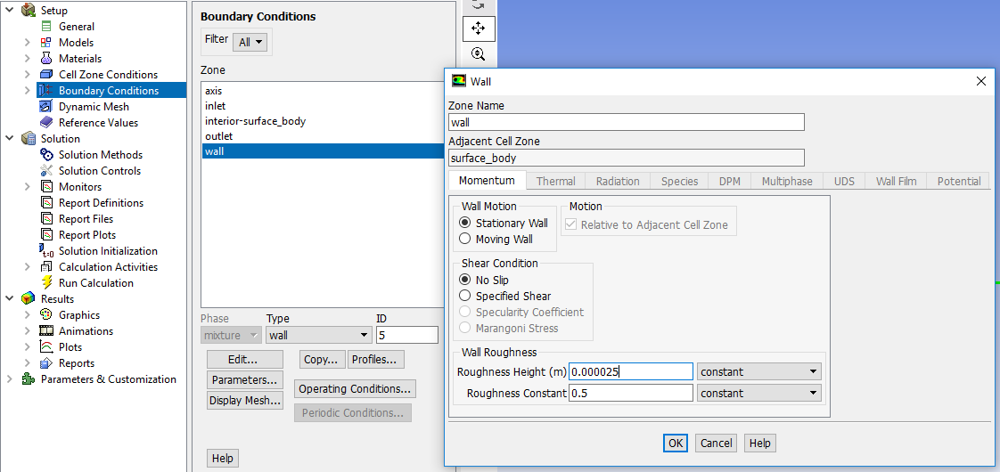 Setup
General
Models
Materials
Cell Zone Conditions
Boundary Conditions
Dynamic Mesh
Reference Values
Solution
Solution Methods
Solution Controls
Monitors
Report Definitions
Report Files
Report Plots
t=0 Solution Initialization
Calculation Activities
Run Calculation
Results
Graphics
Animations
Plots
Reports
Parameters & Customization
Boundary Conditions
Filter All
Zone
axis
inlet
interior-surface_body
outlet
wall
Phase Type ID
mixture wall 5
Edit... Copy... Profiles...
Parameters... Operating Conditions...
Display Mesh... Periodic Conditions...
Help
Wall
Zone Name
wall
Adjacent Cell Zone
surface_body
Momentum Thermal Radiation Species DPM Multiphase UDS Wall Film Potential
Wall Motion Motion
Stationary Wall Relative to Adjacent Cell Zone
Moving Wall
Shear Condition
No Slip
Specified Shear
Specularity Coefficient
Marangoni Stress
Wall Roughness
Roughness Height (m) 0.000025 constant
Roughness Constant 0.5 constant
OK Cancel Help